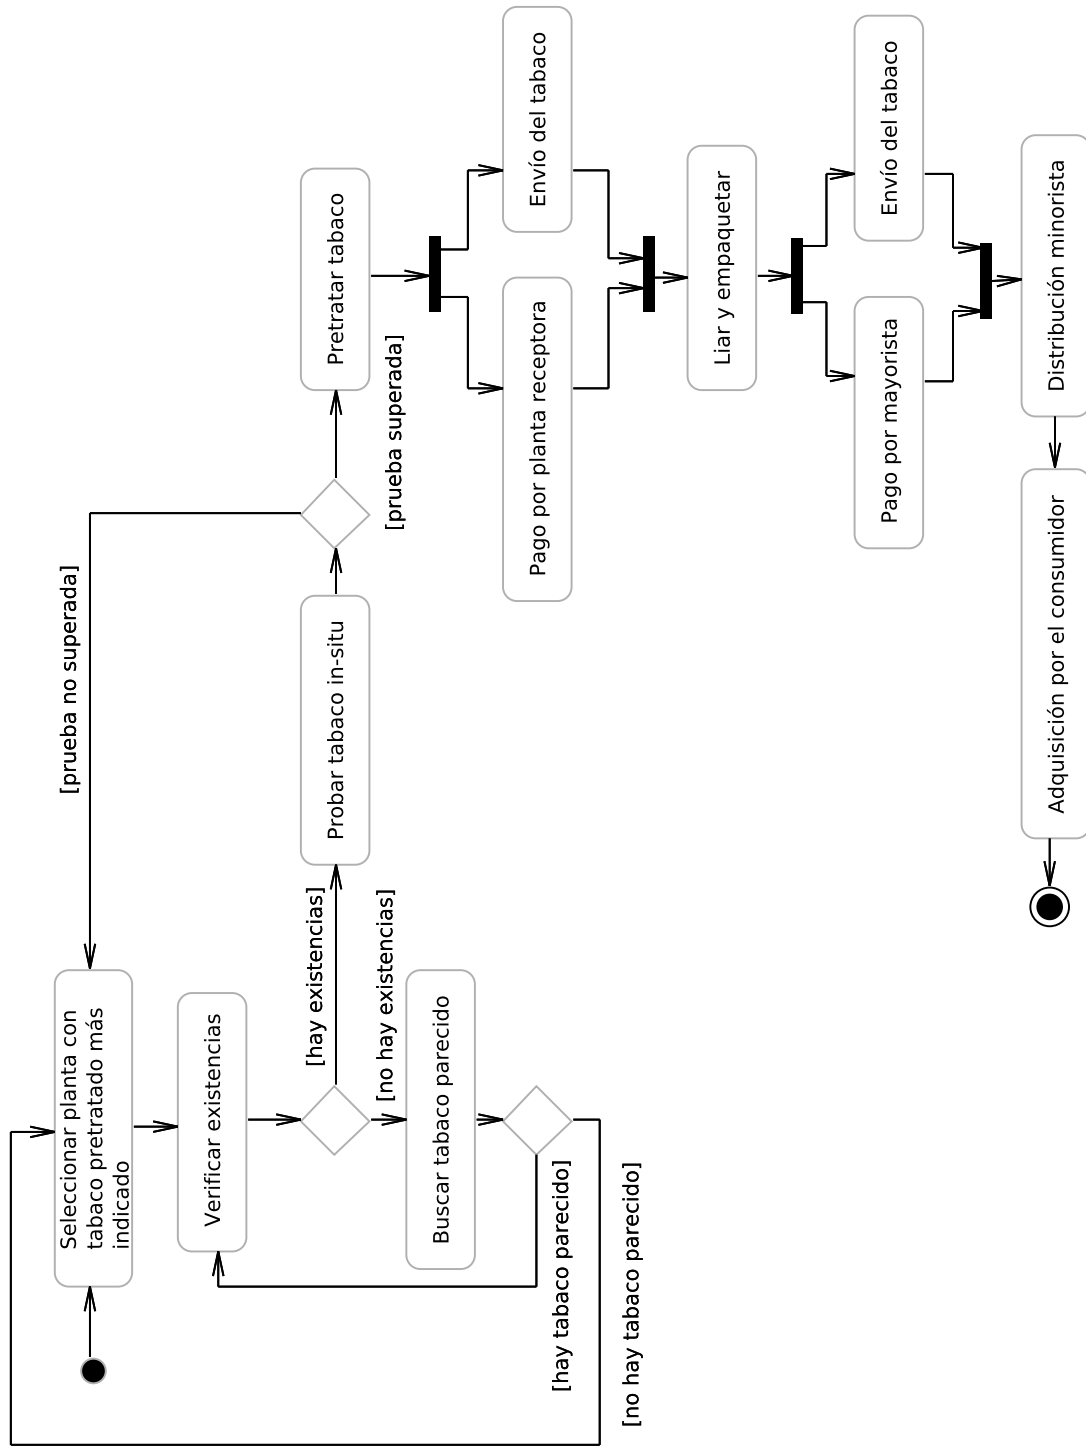 Seleccionar planta con
tabaco pretratado más
indicado
[prueba no superada]
Verificar existencias
[hay existencias]
Probar tabaco in-situ
Pretratar tabaco
[no hay existencias]
[prueba superada]
Buscar tabaco parecido
[hay tabaco parecido]
[no hay tabaco parecido]
Pago por planta receptora
Envío del tabaco
Liar y empaquetar
Pago por mayorista
Envío del tabaco
Adquisición por el consumidor
Distribución minorista